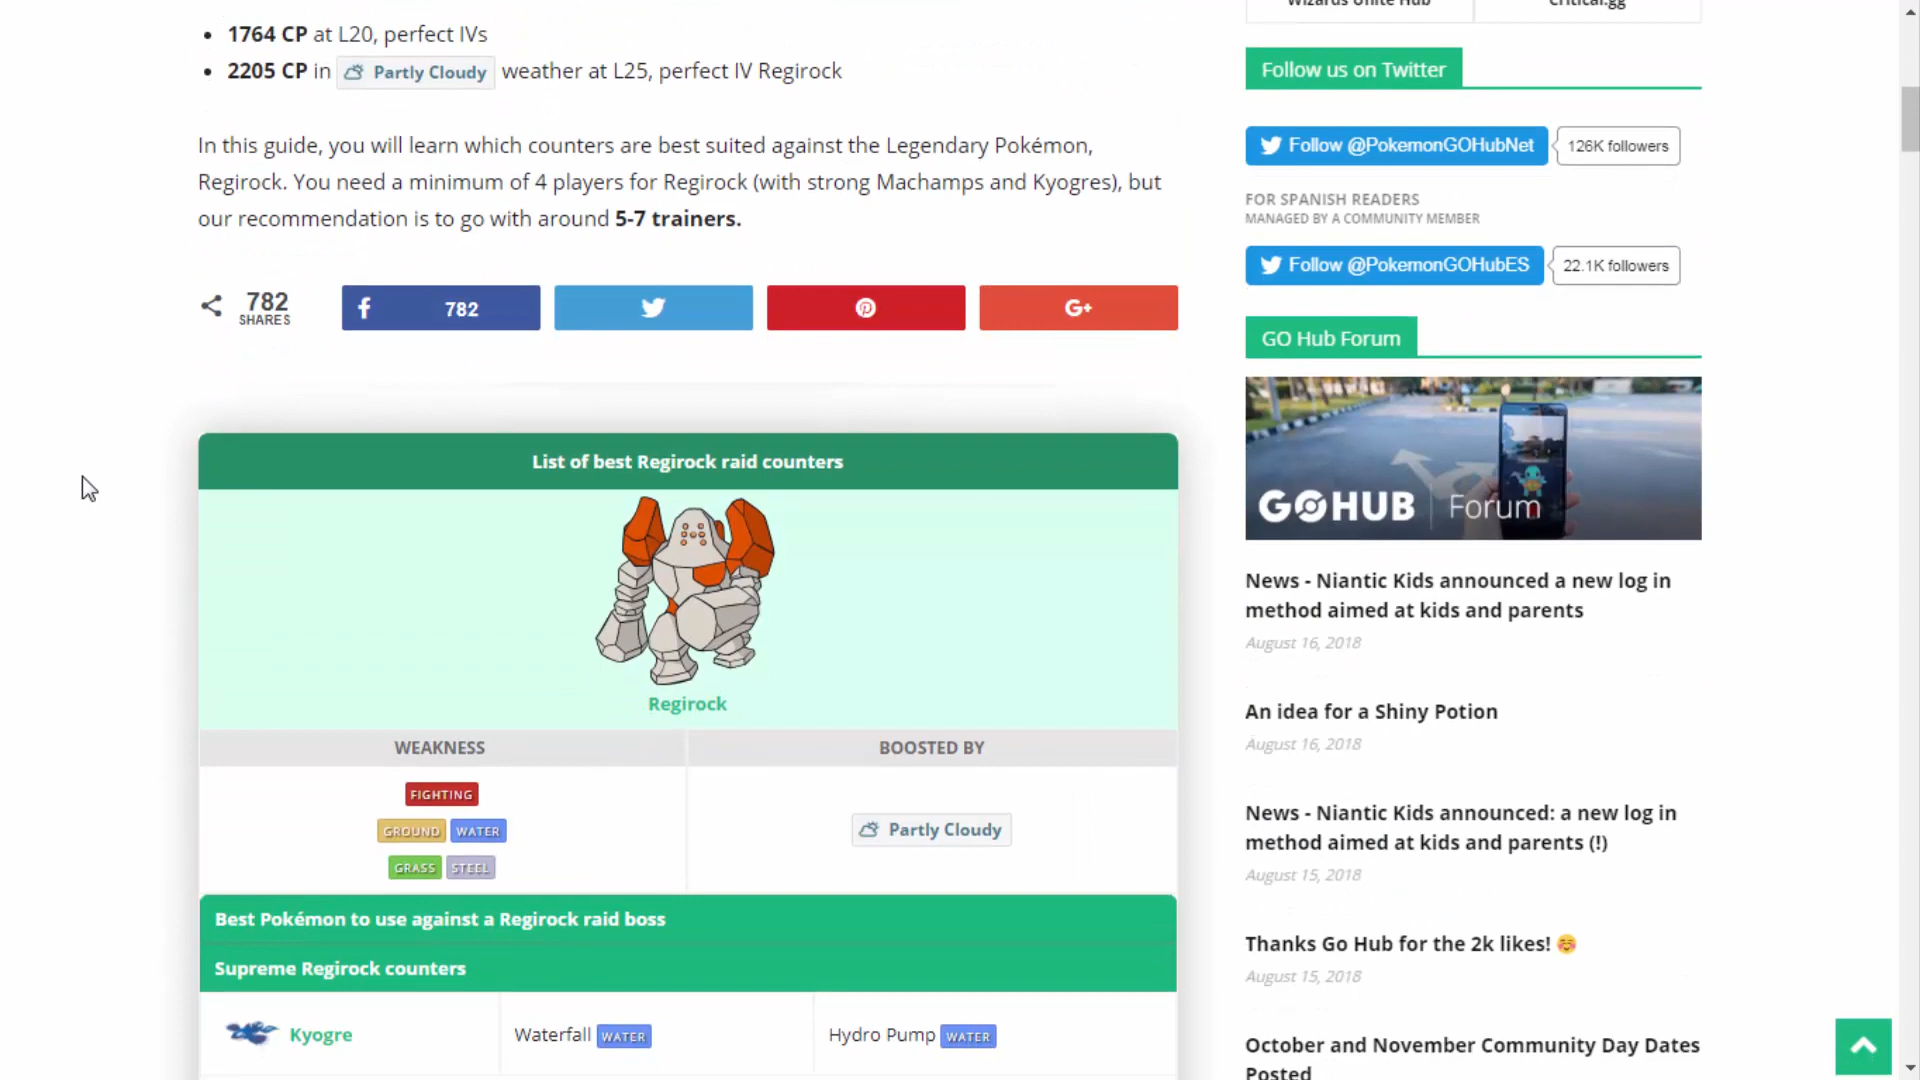 1764 CP at L20, perfect IVs
2205 CP in Partly Cloudy weather at L25, perfect IV Regirock
In this guide, you will learn which counters are best suited against the Legendary Pokémon,
Regirock. You need a minimum of 4 players for Regirock (with strong Machamps and Kyogres), but
our recommendation is to go with around 5-7 trainers.
782
SHARES
782
G+
List of best Regirock raid counters
Regirock
WEAKNESS
BOOSTED BY
FIGHTING
GROUND WATER
GRASS STEEL
Partly Cloudy
Best Pokémon to use against a Regirock raid boss
Supreme Regirock counters
Kyogre
Waterfall WATER
Hydro Pump WATER
Wizards Unite Hub
Critical.gg
Follow us on Twitter
Follow @PokemonGOHubNet
126K followers
FOR SPANISH READERS
MANAGED BY A COMMUNITY MEMBER
Follow @PokemonGOHubES
22.1K followers
GO Hub Forum
GOHUB Forum
News - Niantic Kids announced a new log in
method aimed at kids and parents
August 16, 2018
An idea for a Shiny Potion
August 16, 2018
News - Niantic Kids announced: a new log in
method aimed at kids and parents (!)
August 15, 2018
Thanks Go Hub for the 2k likes! 😊
August 15, 2018
October and November Community Day Dates
Posted